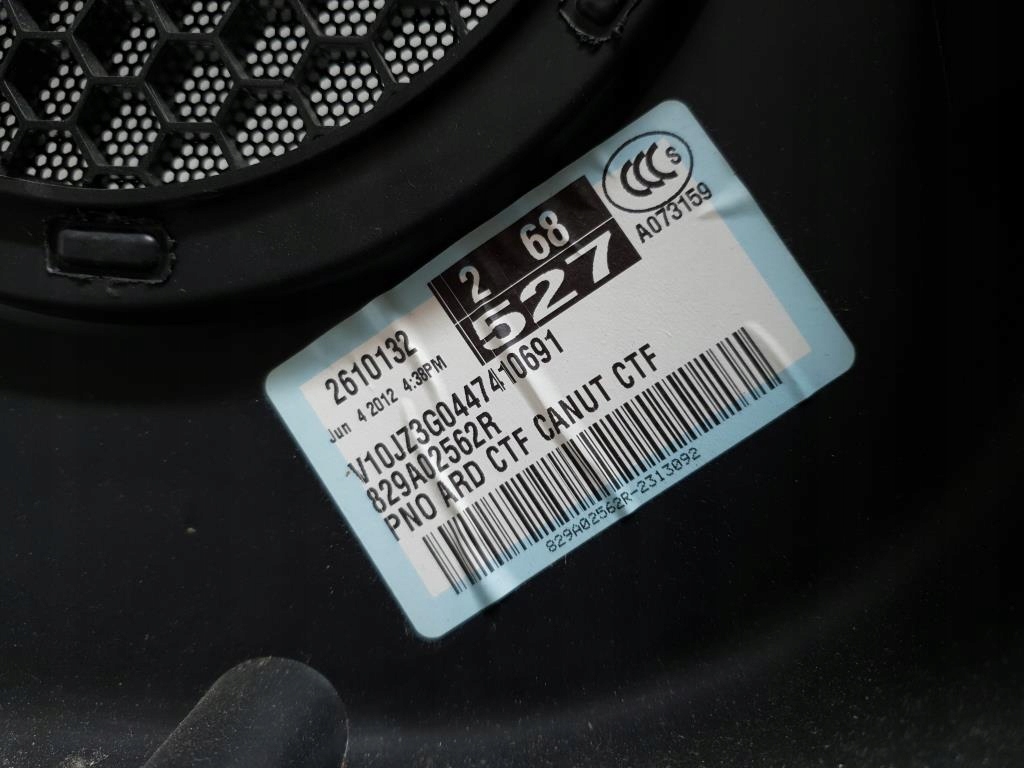 CCC S
A073159
2 68
527
2610132
Jun 4 2012 4:38PM
V10JZ3G0447410691
829A02562R
PNO ARD CTF CANUT CTF
829A02562R-2313092